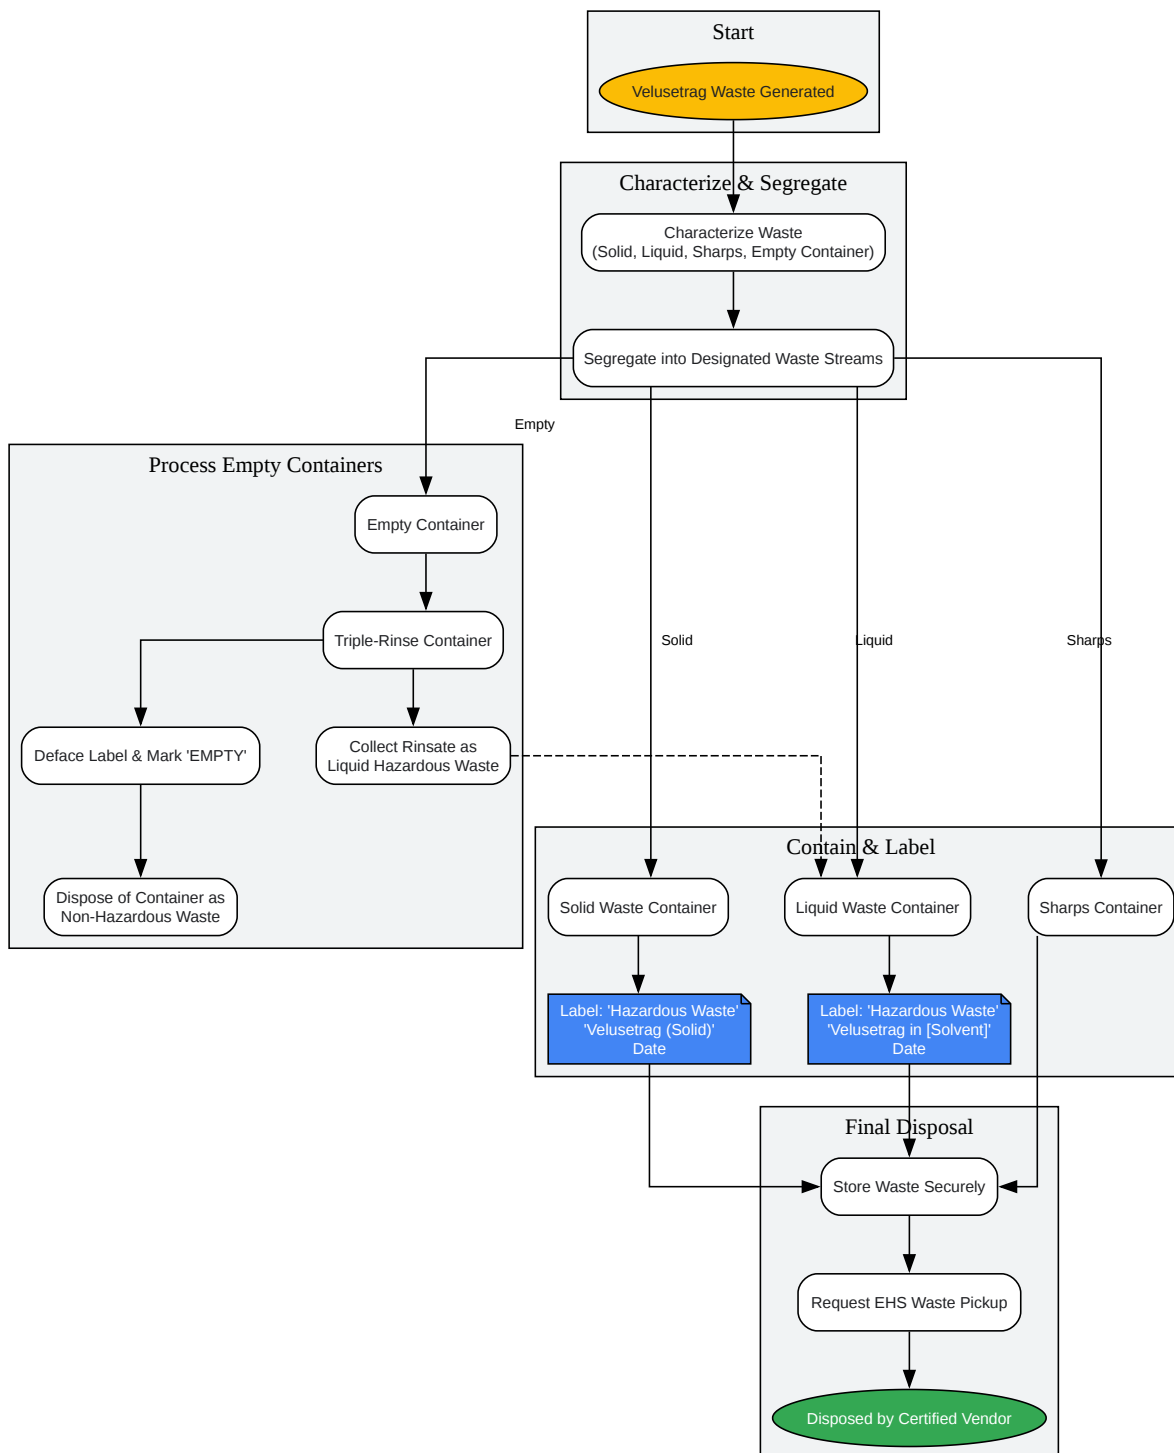 Start
Velusetrag Waste Generated
Characterize & Segregate
Characterize Waste
(Solid, Liquid, Sharps, Empty Container)
Segregate into Designated Waste Streams
Empty
Process Empty Containers
Empty Container
Triple-Rinse Container
Solid
Liquid
Sharps
Deface Label & Mark 'EMPTY'
Collect Rinsate as
Liquid Hazardous Waste
Contain & Label
Dispose of Container as
Non-Hazardous Waste
Solid Waste Container
Liquid Waste Container
Sharps Container
Label: 'Hazardous Waste'
'Velusetrag (Solid)'
Date
Label: 'Hazardous Waste'
'Velusetrag in [Solvent]'
Date
Final Disposal
Store Waste Securely
Request EHS Waste Pickup
Disposed by Certified Vendor